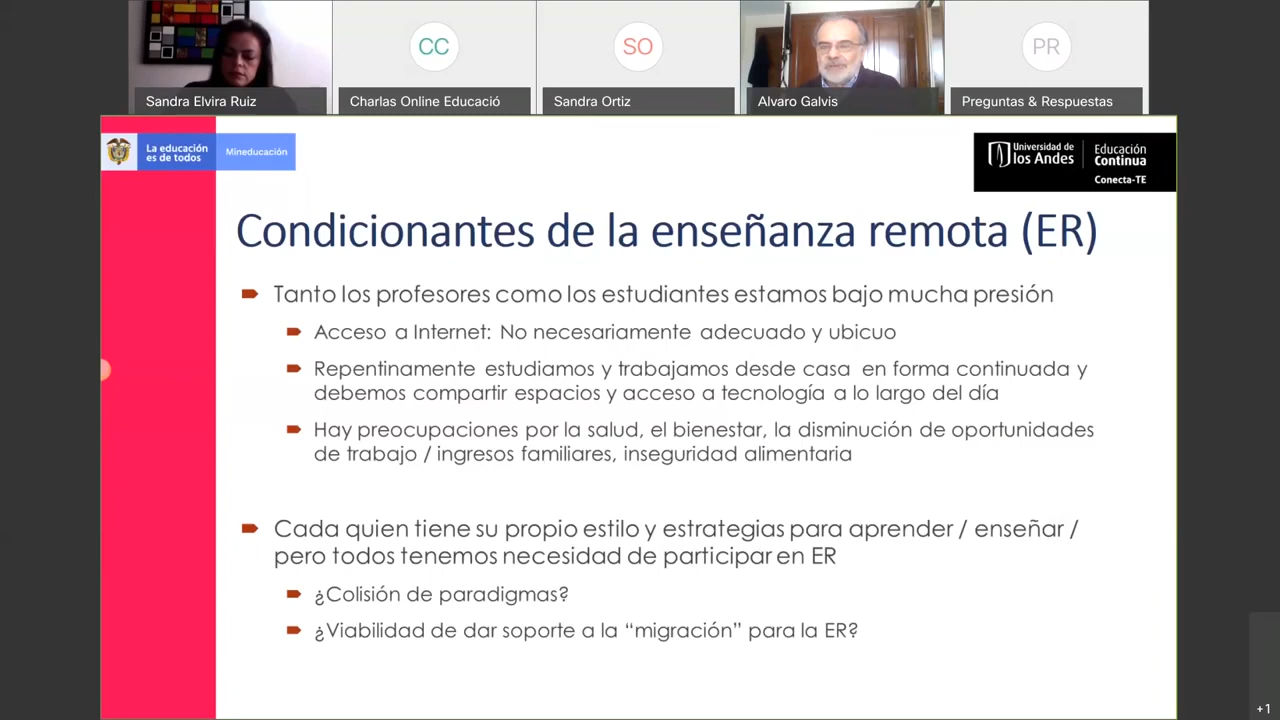 CC
SO
PR
Sandra Elvira Ruiz
Charlas Online Educació
Sandra Ortiz
Alvaro Galvis
Preguntas & Respuestas
La educación
es de todos
Mineducación
Universidad de
los Andes
Educación
Continua
Conecta-TE
Condicionantes de la enseñanza remota (ER)
Tanto los profesores como los estudiantes estamos bajo mucha presión
Acceso a Internet: No necesariamente adecuado y ubicuo
Repentinamente estudiamos y trabajamos desde casa en forma continuada y
debemos compartir espacios y acceso a tecnología a lo largo del día
Hay preocupaciones por la salud, el bienestar, la disminución de oportunidades
de trabajo / ingresos familiares, inseguridad alimentaria
Cada quien tiene su propio estilo y estrategias para aprender / enseñar /
pero todos tenemos necesidad de participar en ER
¿Colisión de paradigmas?
¿Viabilidad de dar soporte a la “migración” para la ER?
+1